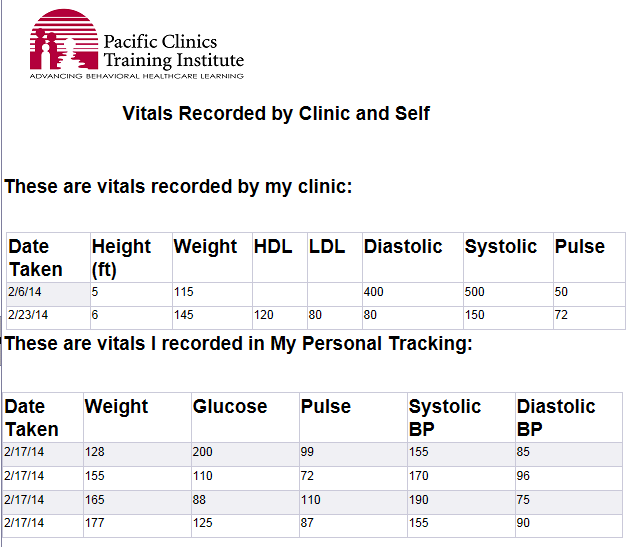 Pacific Clinics
Training Institute
ADVANCING BEHAVIORAL HEALTHCARE LEARNING
Vitals Recorded by Clinic and Self
These are vitals recorded by my clinic:
Date Taken Height (ft) Weight HDL LDL Diastolic Systolic Pulse
2/6/14 5 115 400 500 50
2/23/14 6 145 120 80 80 150 72
These are vitals I recorded in My Personal Tracking:
Date Taken Weight Glucose Pulse Systolic BP Diastolic BP
2/17/14 128 200 99 155 85
2/17/14 155 110 72 170 96
2/17/14 165 88 110 190 75
2/17/14 177 125 87 155 90